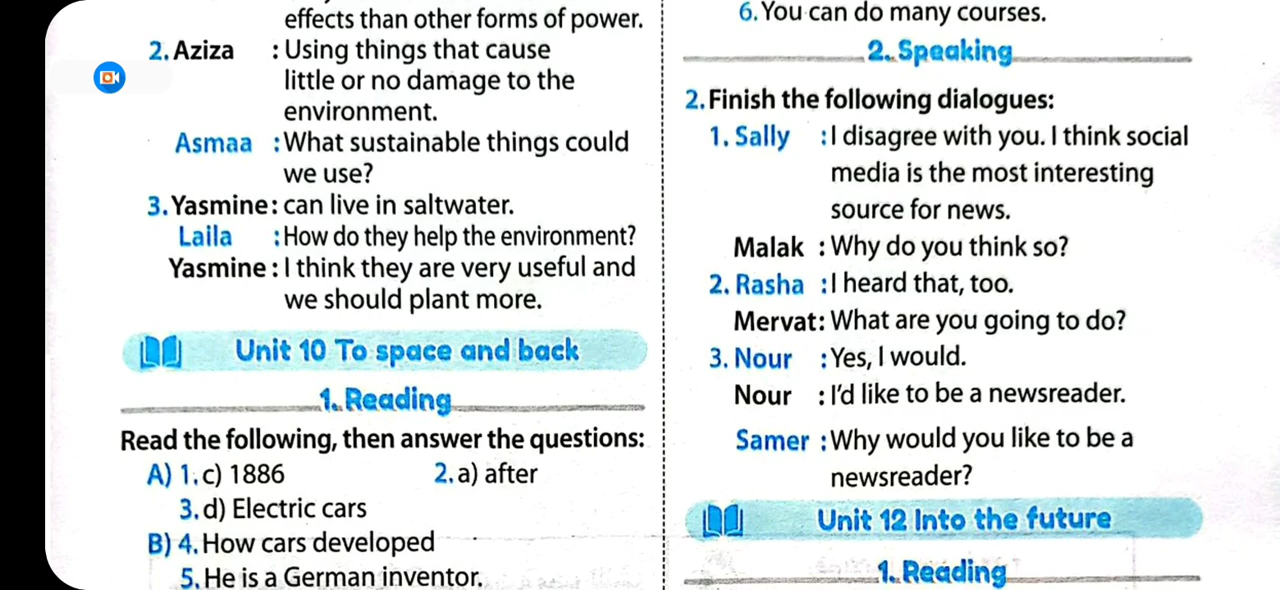 effects than other forms of power.
2. Aziza : Using things that cause
little or no damage to the
environment.
Asmaa : What sustainable things could
we use?
3. Yasmine : can live in saltwater.
Laila : How do they help the environment?
Yasmine : I think they are very useful and
we should plant more.
Unit 10 To space and back
1. Reading
Read the following, then answer the questions:
A) 1. c) 1886 2. a) after
3. d) Electric cars
B) 4. How cars developed
5. He is a German inventor.
6. You can do many courses.
2. Speaking
2. Finish the following dialogues:
1. Sally : I disagree with you. I think social
media is the most interesting
source for news.
Malak : Why do you think so?
2. Rasha : I heard that, too.
Mervat: What are you going to do?
3. Nour : Yes, I would.
Nour : I'd like to be a newsreader.
Samer : Why would you like to be a
newsreader?
Unit 12 Into the future
1. Reading